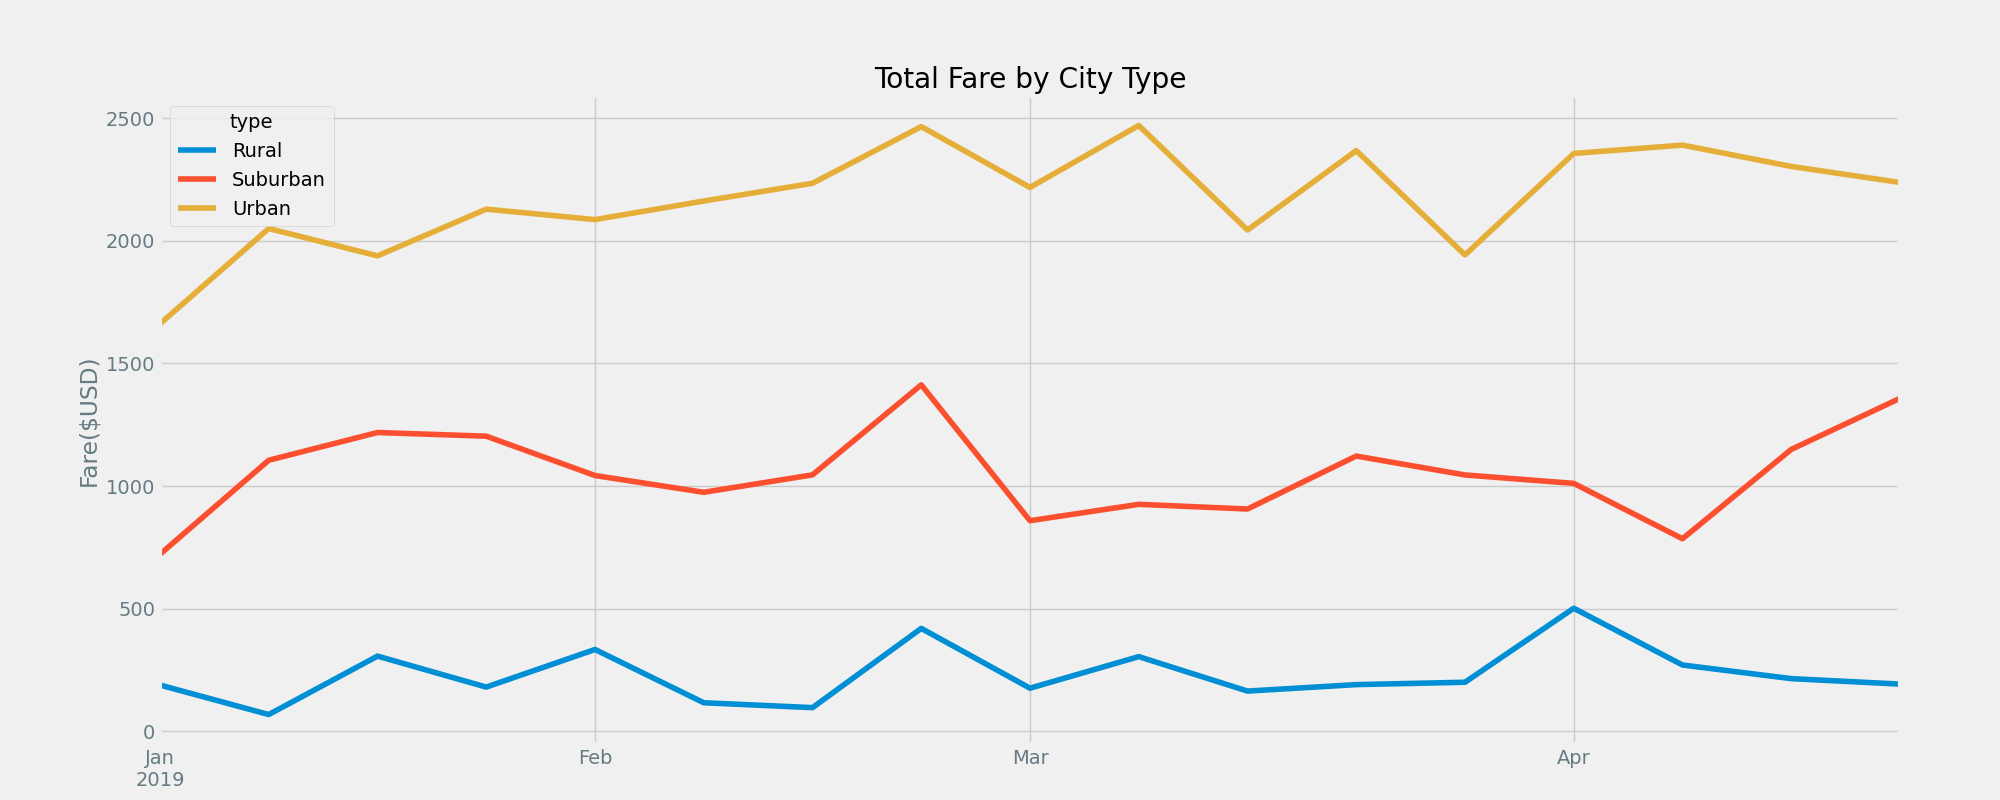 Total Fare by City Type
type
Rural
Suburban
Urban
Fare($USD)
2500
2000
1500
1000
500
0
Jan Feb Mar Apr
2019